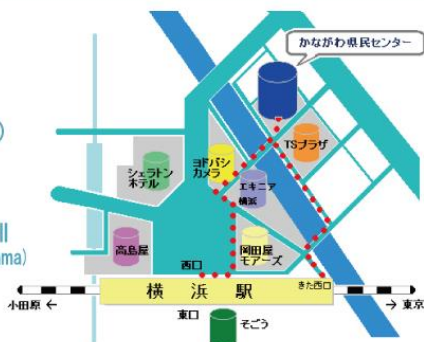 かながわ県民センター
TSプラザ
ヨドバシ
カメラ
シェラトン
ホテル
エキニア
横浜
高島屋
岡田屋
モアーズ
西口
きた西口
横浜駅
小田原 ←
→ 東京
東口
そごう
)
ll
ama)